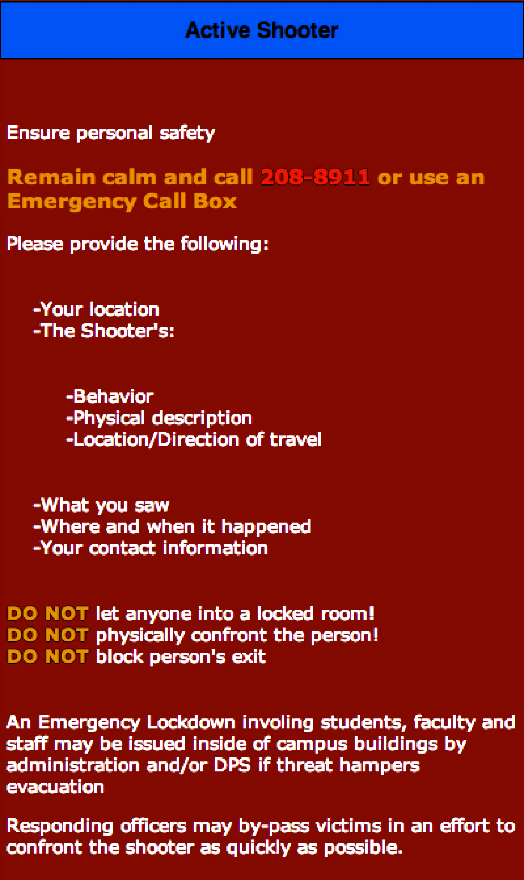 Active Shooter
Ensure personal safety
Remain calm and call 208-8911 or use an
Emergency Call Box
Please provide the following:
-Your location
-The Shooter's:
-Behavior
-Physical description
-Location/Direction of travel
-What you saw
-Where and when it happened
-Your contact information
DO NOT let anyone into a locked room!
DO NOT physically confront the person!
DO NOT block person's exit
An Emergency Lockdown involing students, faculty and
staff may be issued inside of campus buildings by
administration and/or DPS if threat hampers
evacuation
Responding officers may by-pass victims in an effort to
confront the shooter as quickly as possible.